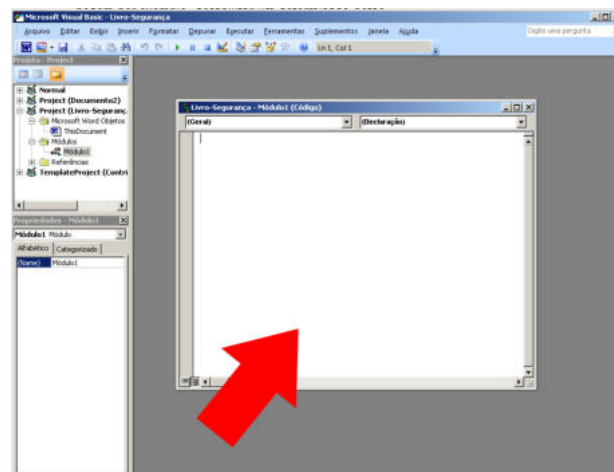 Microsoft Visual Basic - Livro-Segurança
Arquivo Editar Exibir Inserir Formatar Depurar Executar Ferramentas Suplementos Janela Ajuda
Digite uma pergunta
Ln 1, Col 1
Projeto - Project
Normal
Project (Documento2)
Project (Livro-Seguranç
Microsoft Word Objetos
ThisDocument
Módulos
Módulo1
Referências
TemplateProject (Contri
Propriedades - Módulo1
Módulo1 Módulo
Alfabético Categorizado
(Name) Módulo1
Livro-Segurança - Módulo1 (Código)
(Geral) (Declaração)